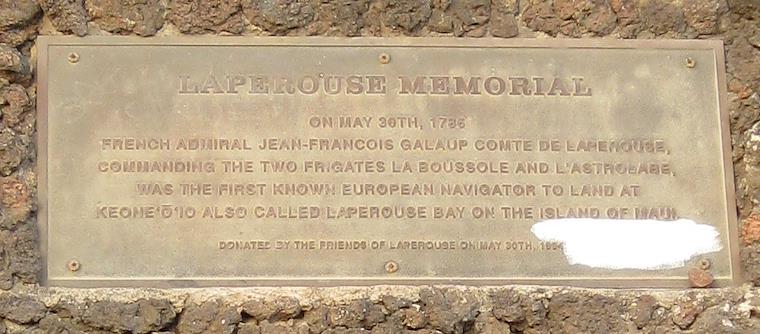 LAPEROUSE MEMORIAL
ON MAY 30TH, 1786
FRENCH ADMIRAL JEAN-FRANCOIS GALAUP COMTE DE LAPEROUSE,
COMMANDING THE TWO FRIGATES LA BOUSSOLE AND L'ASTROLABE,
WAS THE FIRST KNOWN EUROPEAN NAVIGATOR TO LAND AT
KEONE'Ō'IO ALSO CALLED LAPEROUSE BAY ON THE ISLAND OF MAUI.
DONATED BY THE FRIENDS OF LAPEROUSE ON MAY 30TH,